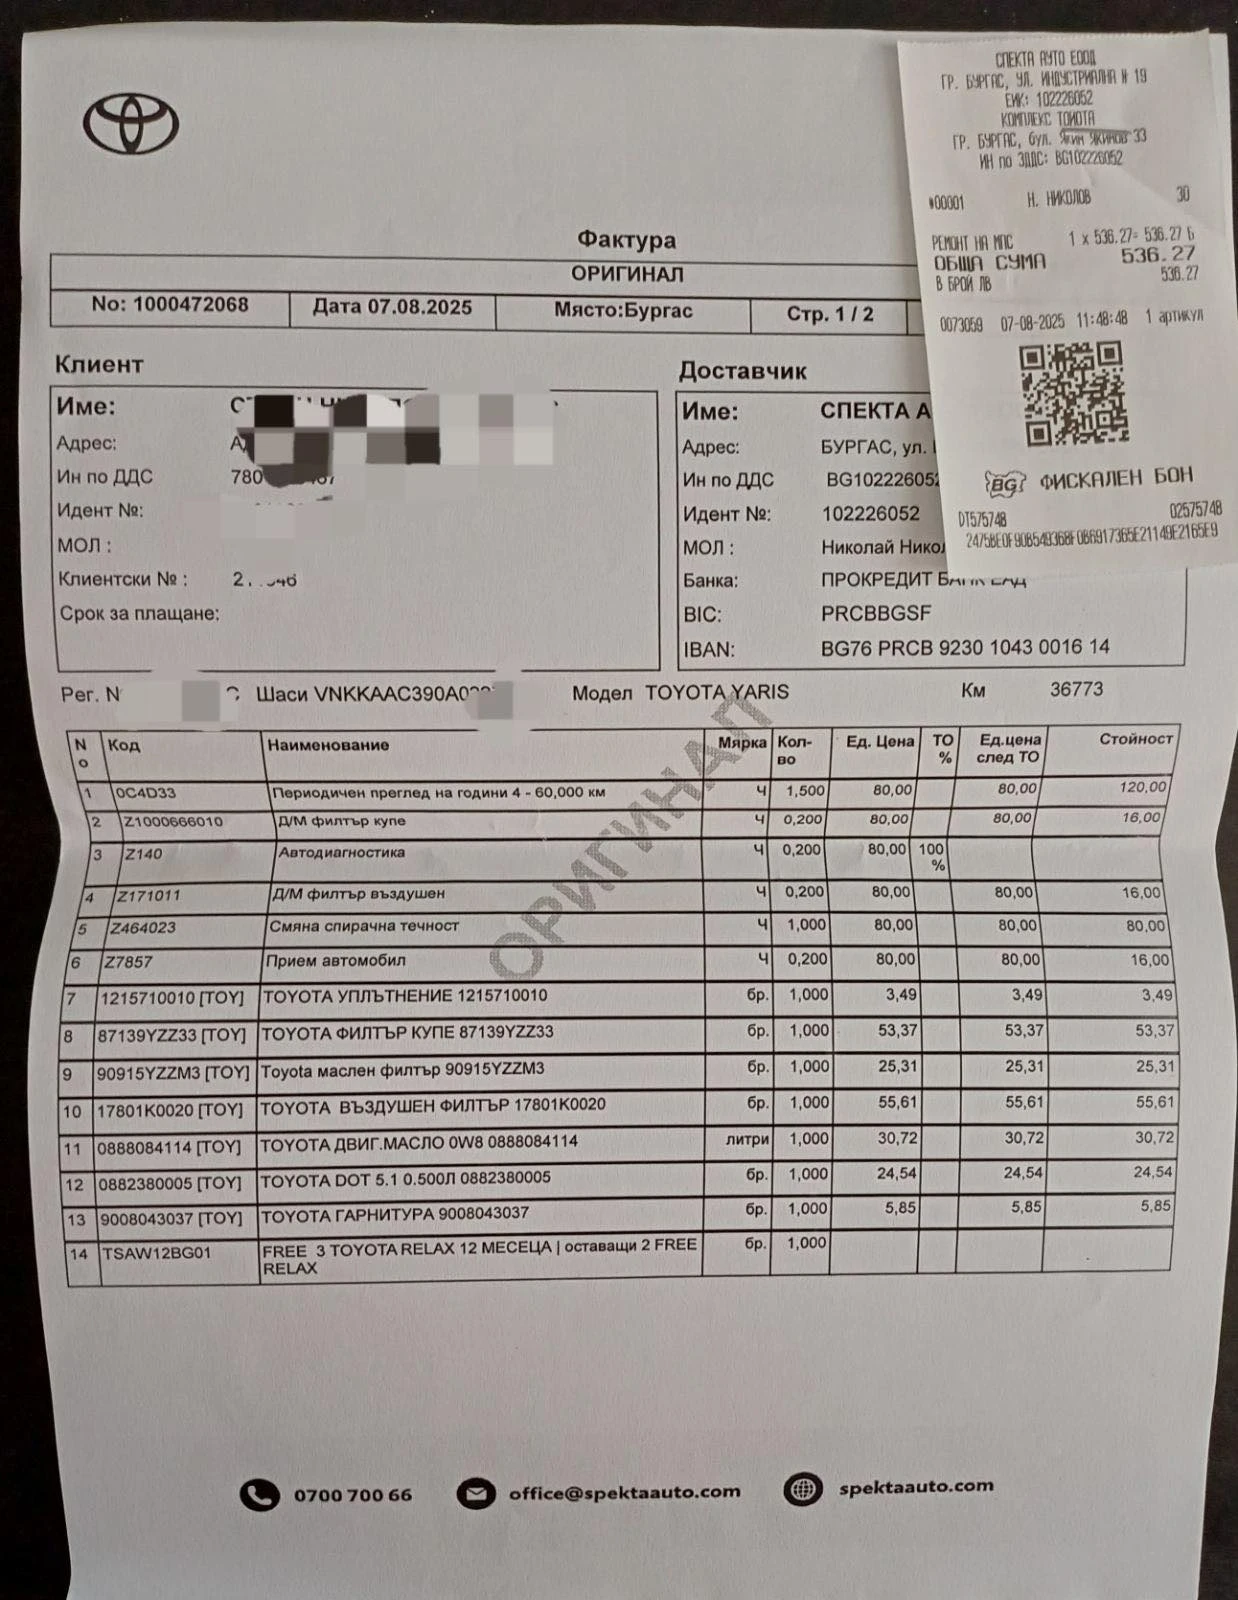 СПЕКТА АУТО ЕООД
ГР. БУРГАС, УЛ. ИНДУСТРИАЛНА № 19
ЕИК: 102226052
КОМПЛЕКС ТОЙОТА
ГР. БУРГАС, бул. Яким Якимов 33
ИН по ЗДДС: BG102226052
#00001 Н. НИКОЛОВ 30
РЕМОНТ НА МПС 1 x 536.27= 536.27 Б
ОБЩА СУМА 536.27
В БРОЙ ЛВ 536.27
0073059 07-08-2025 11:48:48 1 артикул
BG ФИСКАЛЕН БОН
DT575748 02575748
Фактура
ОРИГИНАЛ
No: 1000472068 Дата 07.08.2025 Място:Бургас Стр. 1 / 2
Клиент
Име:
Адрес:
Ин по ДДС 780
Идент №:
МОЛ :
Клиентски № :
Срок за плащане:
Доставчик
Име: СПЕКТА А
Адрес: БУРГАС, ул.
Ин по ДДС BG102226052
Идент №: 102226052
МОЛ : Николай Нико
Банка: ПРОКРЕДИТ БАНК ЕАД
BIC: PRCBBGSF
IBAN: BG76 PRCB 9230 1043 0016 14
Рег. N Шаси VNKKAAC390A0 Модел TOYOTA YARIS Км 36773
No Код Наименование Мярка Кол-во Ед. Цена ТО % Ед.цена след ТО Стойност
1 0C4D33 Периодичен преглед на години 4 - 60,000 км ч 1,500 80,00 80,00 120,00
2 Z1000666010 Д/М филтър купе ч 0,200 80,00 80,00 16,00
3 Z140 Автодиагностика ч 0,200 80,00 100 %
4 Z171011 Д/М филтър въздушен ч 0,200 80,00 80,00 16,00
5 Z464023 Смяна спирачна течност ч 1,000 80,00 80,00 80,00
6 Z7857 Прием автомобил ч 0,200 80,00 80,00 16,00
7 1215710010 [TOY] TOYOTA УПЛЪТНЕНИЕ 1215710010 бр. 1,000 3,49 3,49 3,49
8 87139YZZ33 [TOY] TOYOTA ФИЛТЪР КУПЕ 87139YZZ33 бр. 1,000 53,37 53,37 53,37
9 90915YZZM3 [TOY] Toyota маслен филтър 90915YZZM3 бр. 1,000 25,31 25,31 25,31
10 17801K0020 [TOY] TOYOTA ВЪЗДУШЕН ФИЛТЪР 17801K0020 бр. 1,000 55,61 55,61 55,61
11 0888084114 [TOY] TOYOTA ДВИГ.МАСЛО 0W8 0888084114 литри 1,000 30,72 30,72 30,72
12 0882380005 [TOY] TOYOTA DOT 5.1 0.500Л 0882380005 бр. 1,000 24,54 24,54 24,54
13 9008043037 [TOY] TOYOTA ГАРНИТУРА 9008043037 бр. 1,000 5,85 5,85 5,85
14 TSAW12BG01 FREE 3 TOYOTA RELAX 12 МЕСЕЦА | оставащи 2 FREE RELAX бр. 1,000
ОРИГИНАЛ
0700 700 66 office@spektaauto.com spektaauto.com